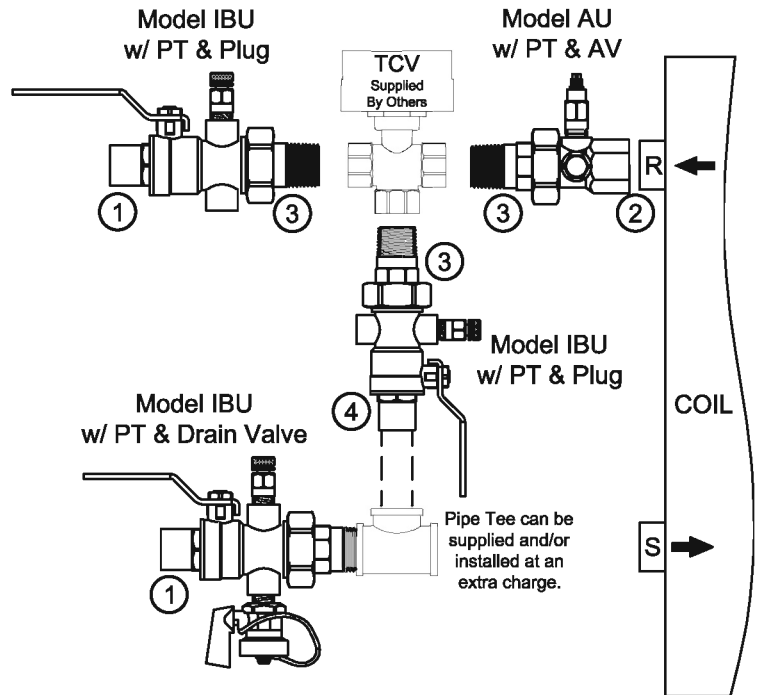 Model IBU
w/ PT & Plug
TCV
Supplied
By Others
Model AU
w/ PT & AV
R
1
3
3
2
3
Model IBU
w/ PT & Plug
4
COIL
Model IBU
w/ PT & Drain Valve
Pipe Tee can be
supplied and/or
installed at an
extra charge.
S
1